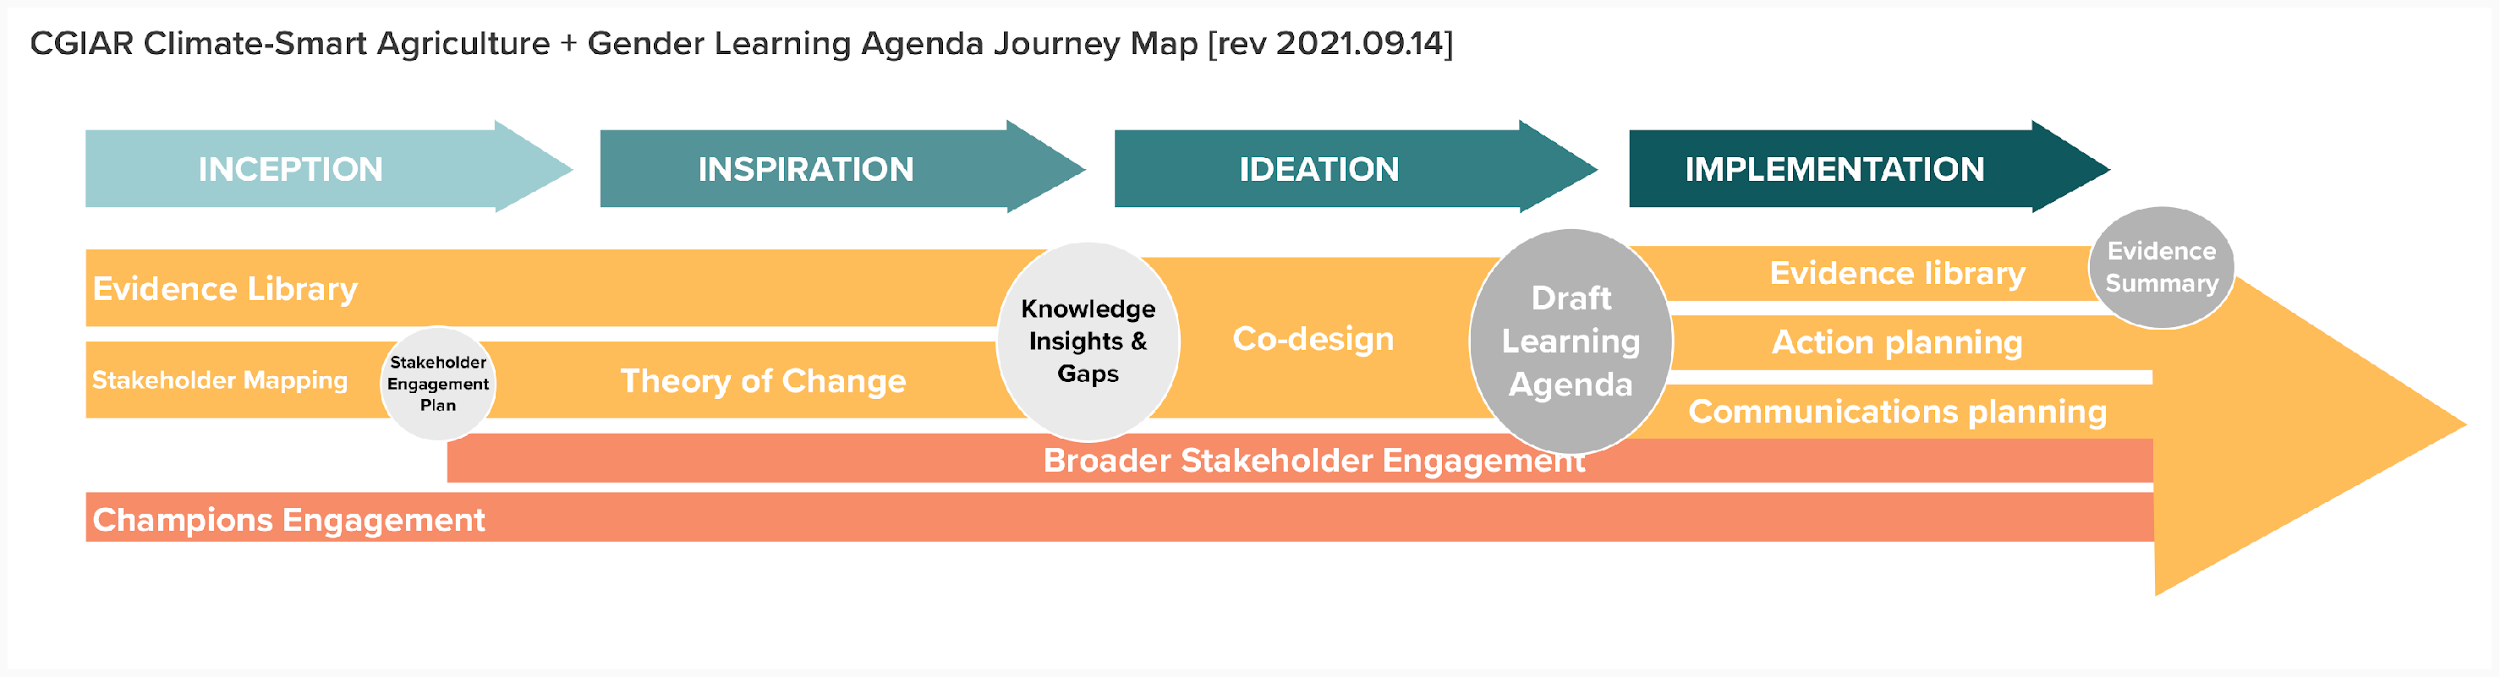 CGIAR Climate-Smart Agriculture + Gender Learning Agenda Journey Map [rev 2021.09.14]
INCEPTION
INSPIRATION
IDEATION
IMPLEMENTATION
Evidence Library
Stakeholder Mapping
Stakeholder
Engagement
Plan
Theory of Change
Knowledge
Insights &
Gaps
Co-design
Draft
Learning
Agenda
Evidence library
Action planning
Communications planning
Evidence
Summary
Broader Stakeholder Engagement
Champions Engagement